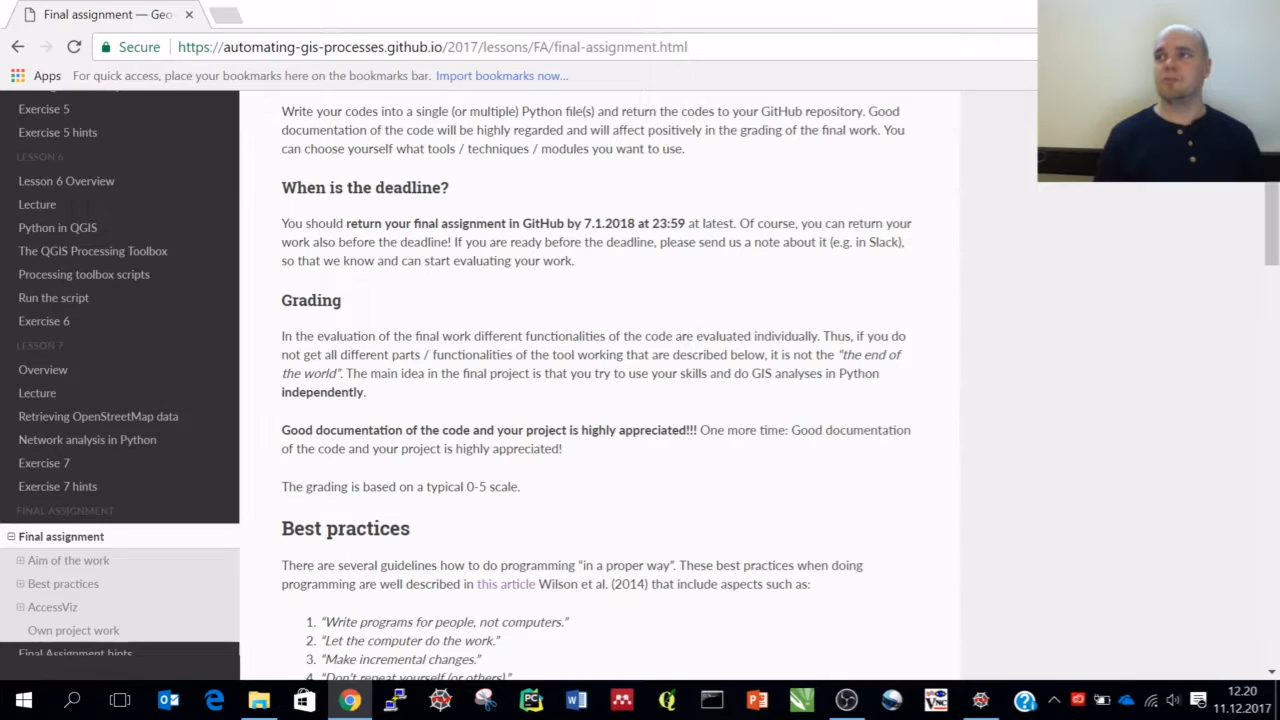 Final assignment — Geo
Secure
https://automating-gis-processes.github.io/2017/lessons/FA/final-assignment.html
Apps
For quick access, place your bookmarks here on the bookmarks bar. Import bookmarks now...
Exercise 5
Exercise 5 hints
LESSON 6
Lesson 6 Overview
Lecture
Python in QGIS
The QGIS Processing Toolbox
Processing toolbox scripts
Run the script
Exercise 6
LESSON 7
Overview
Lecture
Retrieving OpenStreetMap data
Network analysis in Python
Exercise 7
Exercise 7 hints
FINAL ASSIGNMENT
Final assignment
Aim of the work
Best practices
AccessViz
Own project work
Final Assignment hints
Write your codes into a single (or multiple) Python file(s) and return the codes to your GitHub repository. Good
documentation of the code will be highly regarded and will affect positively in the grading of the final work. You
can choose yourself what tools / techniques / modules you want to use.
When is the deadline?
You should return your final assignment in GitHub by 7.1.2018 at 23:59 at latest. Of course, you can return your
work also before the deadline! If you are ready before the deadline, please send us a note about it (e.g. in Slack),
so that we know and can start evaluating your work.
Grading
In the evaluation of the final work different functionalities of the code are evaluated individually. Thus, if you do
not get all different parts / functionalities of the tool working that are described below, it is not the “the end of
the world”. The main idea in the final project is that you try to use your skills and do GIS analyses in Python
independently.
Good documentation of the code and your project is highly appreciated!!! One more time: Good documentation
of the code and your project is highly appreciated!
The grading is based on a typical 0-5 scale.
Best practices
There are several guidelines how to do programming “in a proper way”. These best practices when doing
programming are well described in this article Wilson et al. (2014) that include aspects such as:
1. “Write programs for people, not computers.”
2. “Let the computer do the work.”
3. “Make incremental changes.”
4. “Don't repeat yourself (or others).”
12.20
11.12.2017